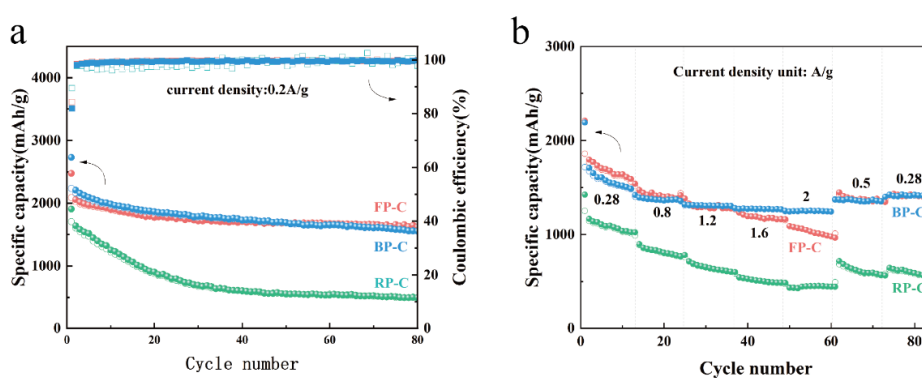 a
4000
3000
2000
1000
0
Specific capacity(mAh/g)
current density:0.2A/g
FP-C
BP-C
RP-C
100
80
60
40
20
0
Coulombic efficiency(%)
0 20 40 60 80
Cycle number
b
3000
2000
1000
0
Specific capacity(mAh/g)
Current density unit: A/g
0.28
0.8
1.2
1.6
2
0.5
0.28
BP-C
FP-C
RP-C
0 20 40 60 80
Cycle number